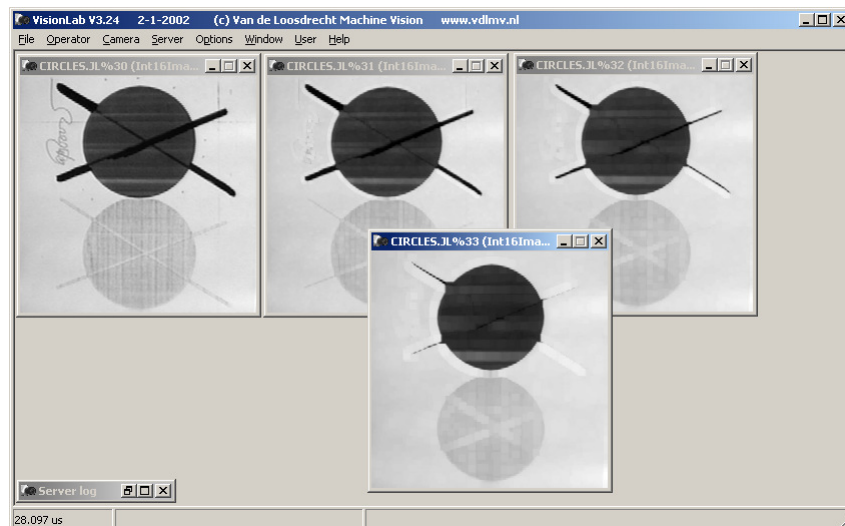 VisionLab V3.24 2-1-2002 (c) Van de Loosdrecht Machine Vision www.vdlmv.nl
File Operator Camera Server Options Window User Help
CIRCLES.JL%30 (Int16Ima...
CIRCLES.JL%31 (Int16Ima...
CIRCLES.JL%32 (Int16Ima...
CIRCLES.JL%33 (Int16Ima...
Server log
28.097 us